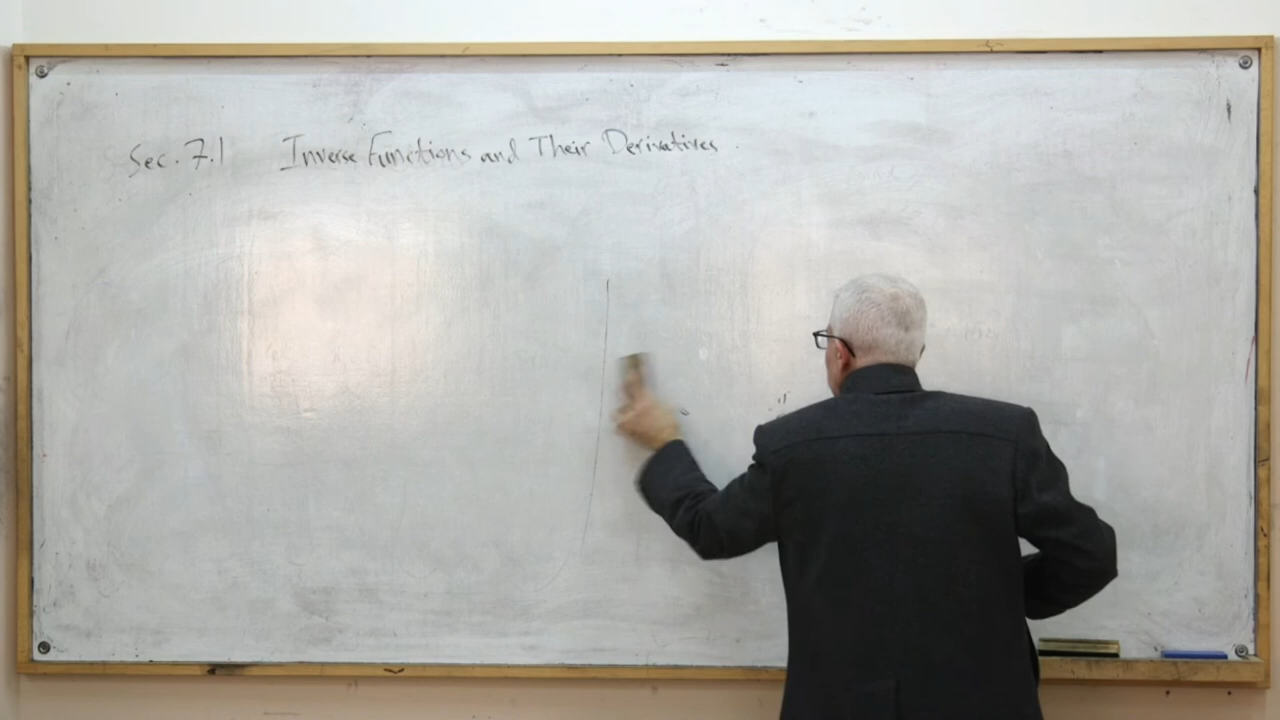 Sec. 7.1 Inverse Functions and Their Derivatives.